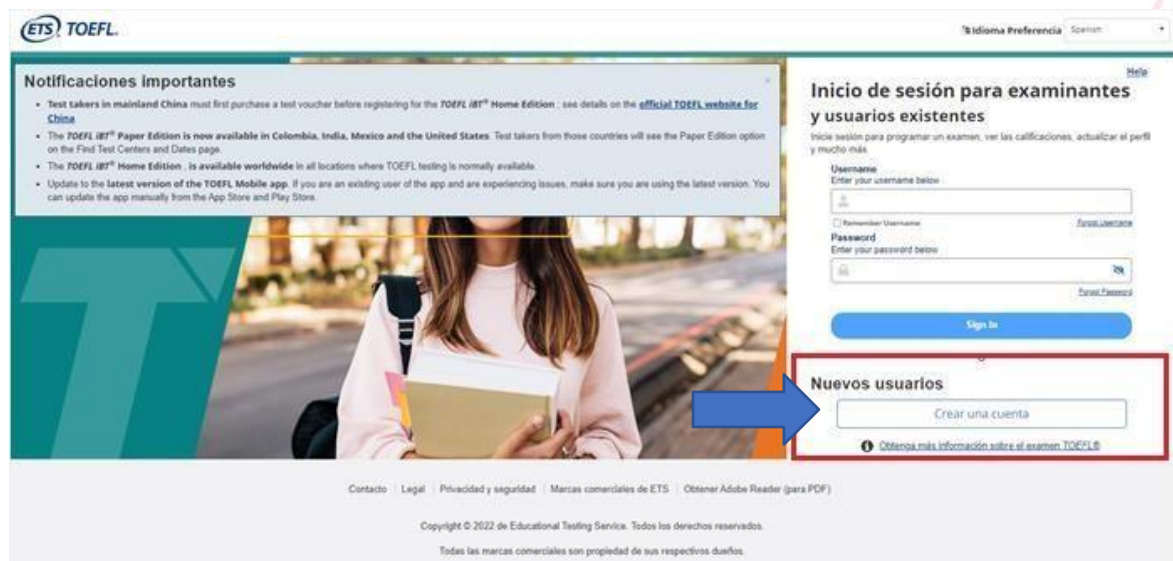 ETS TOEFL.
Idioma Preferencia Spanish
Notificaciones importantes
Test takers in mainland China must first purchase a test voucher before registering for the TOEFL iBT® Home Edition ; see details on the official TOEFL website for
China
The TOEFL iBT® Paper Edition is now available in Colombia, India, Mexico and the United States. Test takers from those countries will see the Paper Edition option
on the Find Test Centers and Dates page.
The TOEFL iBT® Home Edition , is available worldwide in all locations where TOEFL testing is normally available.
Update to the latest version of the TOEFL Mobile app. If you are an existing user of the app and are experiencing issues, make sure you are using the latest version. You
can update the app manually from the App Store and Play Store.
Help
Inicio de sesión para examinantes
y usuarios existentes
Inicie sesión para programar un examen, ver las calificaciones, actualizar el perfil
y mucho más
Username
Enter your username below
Remember Username Forgot Username
Password
Enter your password below
Forgot Password
Sign In
Nuevos usuarios
Crear una cuenta
Obtenga más información sobre el examen TOEFL®
Contacto Legal Privacidad y seguridad Marcas comerciales de ETS Obtener Adobe Reader (para PDF)
Copyright © 2022 de Educational Testing Service. Todos los derechos reservados.
Todas las marcas comerciales son propiedad de sus respectivos dueños.